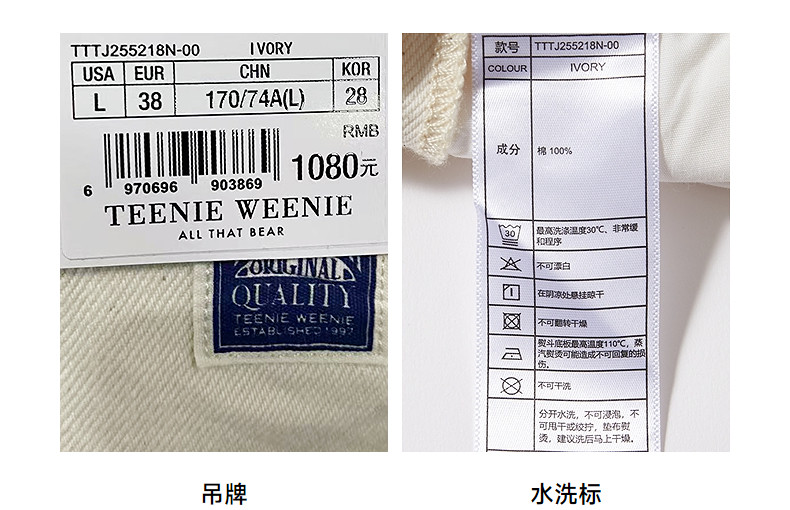 TTTJ255218N-00 IVORY
USA EUR CHN KOR
L 38 170/74A(L) 28
RMB
1080元
6 970696 903869
TEENIE WEENIE
ALL THAT BEAR
ORIGINAL
QUALITY
TEENIE WEENIE
ESTABLISHED 1997
吊牌
款号 TTTJ255218N-00
COLOUR IVORY
成分 棉 100%
30 最高洗涤温度30℃、非常缓
和程序
不可漂白
在阴凉处悬挂晾干
不可翻转干燥
熨斗底板最高温度110℃，蒸
汽熨烫可能造成不可回复的损
伤。
不可干洗
分开水洗，不可浸泡，不
可甩干或绞拧，垫布熨
烫，建议洗后马上干燥。
水洗标